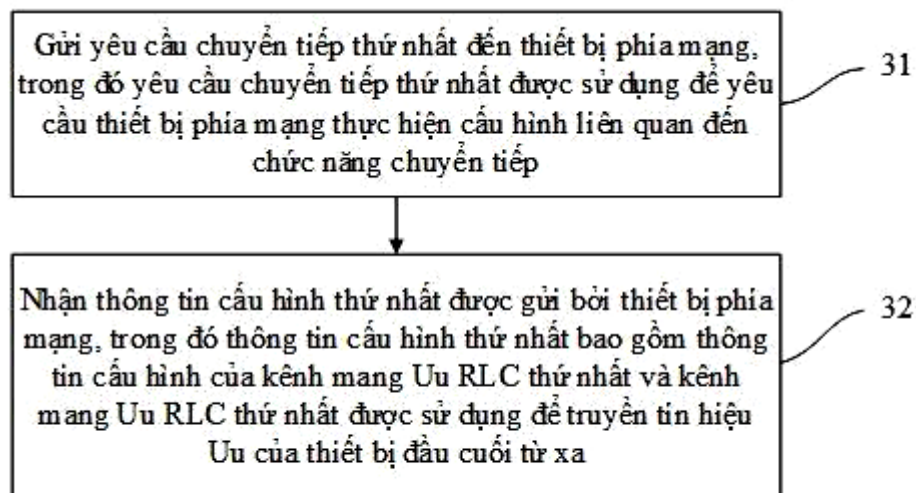 Gửi yêu cầu chuyển tiếp thứ nhất đến thiết bị phía mạng,
trong đó yêu cầu chuyển tiếp thứ nhất được sử dụng để yêu
cầu thiết bị phía mạng thực hiện cấu hình liên quan đến
chức năng chuyển tiếp
31
Nhận thông tin cấu hình thứ nhất được gửi bởi thiết bị phía
mạng, trong đó thông tin cấu hình thứ nhất bao gồm thông
tin cấu hình của kênh mang Uu RLC thứ nhất và kênh
mang Uu RLC thứ nhất được sử dụng để truyền tín hiệu
Uu của thiết bị đầu cuối từ xa
32